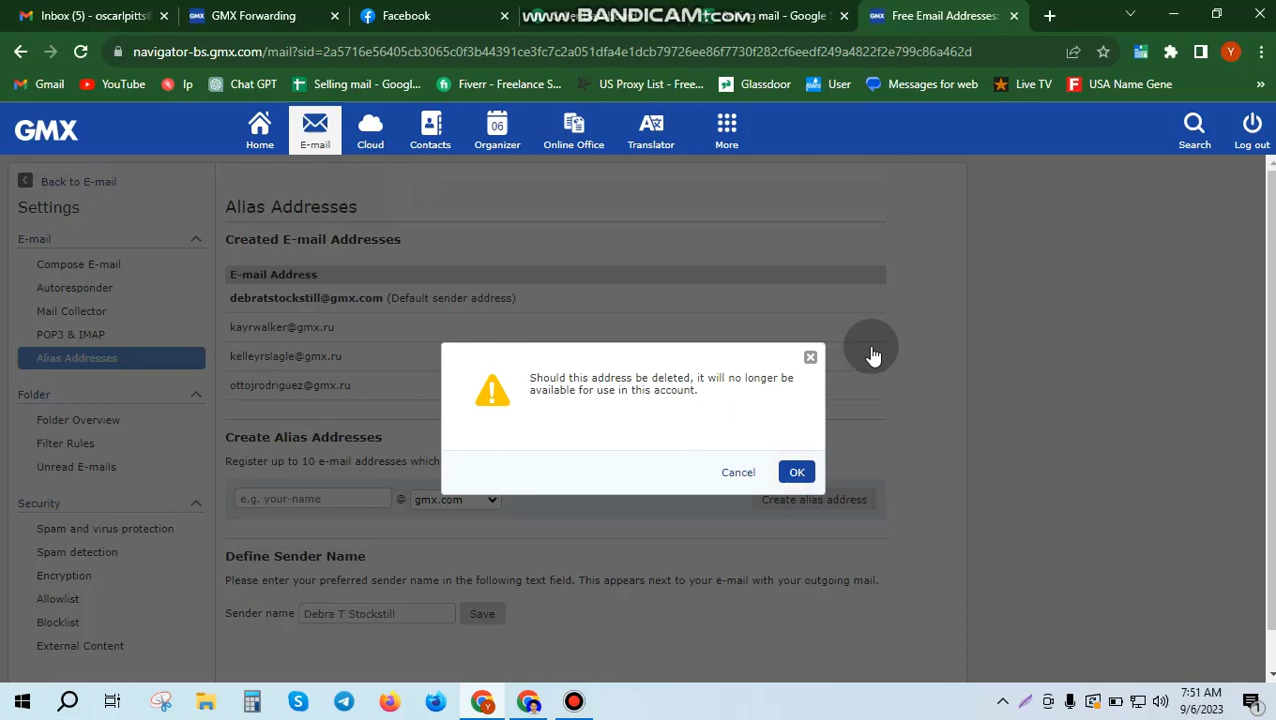 Inbox (16) - oscarpitts
GMX Forwarding
Facebook
ng mail - Google S
Free Email Addresses:
www.BANDICAM.com
navigator-bs.gmx.com/mail?sid=2a5716e56405cb3065c0f3b44391ce3fc7c2a051dfa4e1dcb79726ee86f7730f282cf6eedf249a4822f2e799c86a462d
Y
Gmail
YouTube
Ip
Chat GPT
Selling mail - Googl...
Fiverr - Freelance S...
US Proxy List - Free...
Glassdoor
User
Messages for web
Live TV
USA Name Gene
»
GMX
Home
E-mail
Cloud
Contacts
06
Organizer
Online Office
Translator
More
Search
Log out
Back to E-mail
Settings
E-mail
Compose E-mail
Autoresponder
Mail Collector
POP3 & IMAP
Alias Addresses
Folder
Folder Overview
Filter Rules
Unread E-mails
Security
Spam and virus protection
Spam detection
Encryption
Allowlist
Blocklist
External Content
Alias Addresses
Created E-mail Addresses
E-mail Address
debratstockstill@gmx.com (Default sender address)
kayrwalker@gmx.ru
kelleyrslagle@gmx.ru
ottojrodriguez@gmx.ru
Create Alias Addresses
Register up to 10 e-mail addresses which
e.g. your-name @ gmx.com
Create alias address
Define Sender Name
Please enter your preferred sender name in the following text field. This appears next to your e-mail with your outgoing mail.
Sender name Debra T Stockstill Save
Should this address be deleted, it will no longer be
available for use in this account.
Cancel OK
7:51 AM
9/6/2023